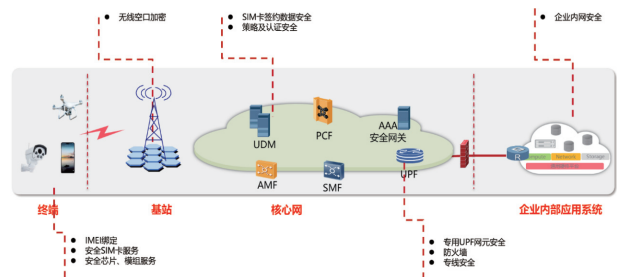 无线空口加密
SIM卡签约数据安全
策略及认证安全
企业内网安全
UDM
PCF
AAA
安全网关
AMF
SMF
UPF
R
Network
Storage
终端
基站
核心网
企业内部应用系统
IMEI绑定
安全SIM卡服务
安全芯片、模组服务
专用UPF网元安全
防火墙
专线安全